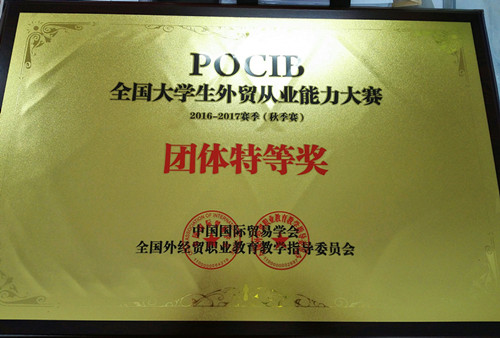 POCIB
全国大学生外贸从业能力大赛
2016-2017赛季（秋季赛）
团体特等奖
中国国际贸易学会
全国外经贸职业教育教学指导委员会